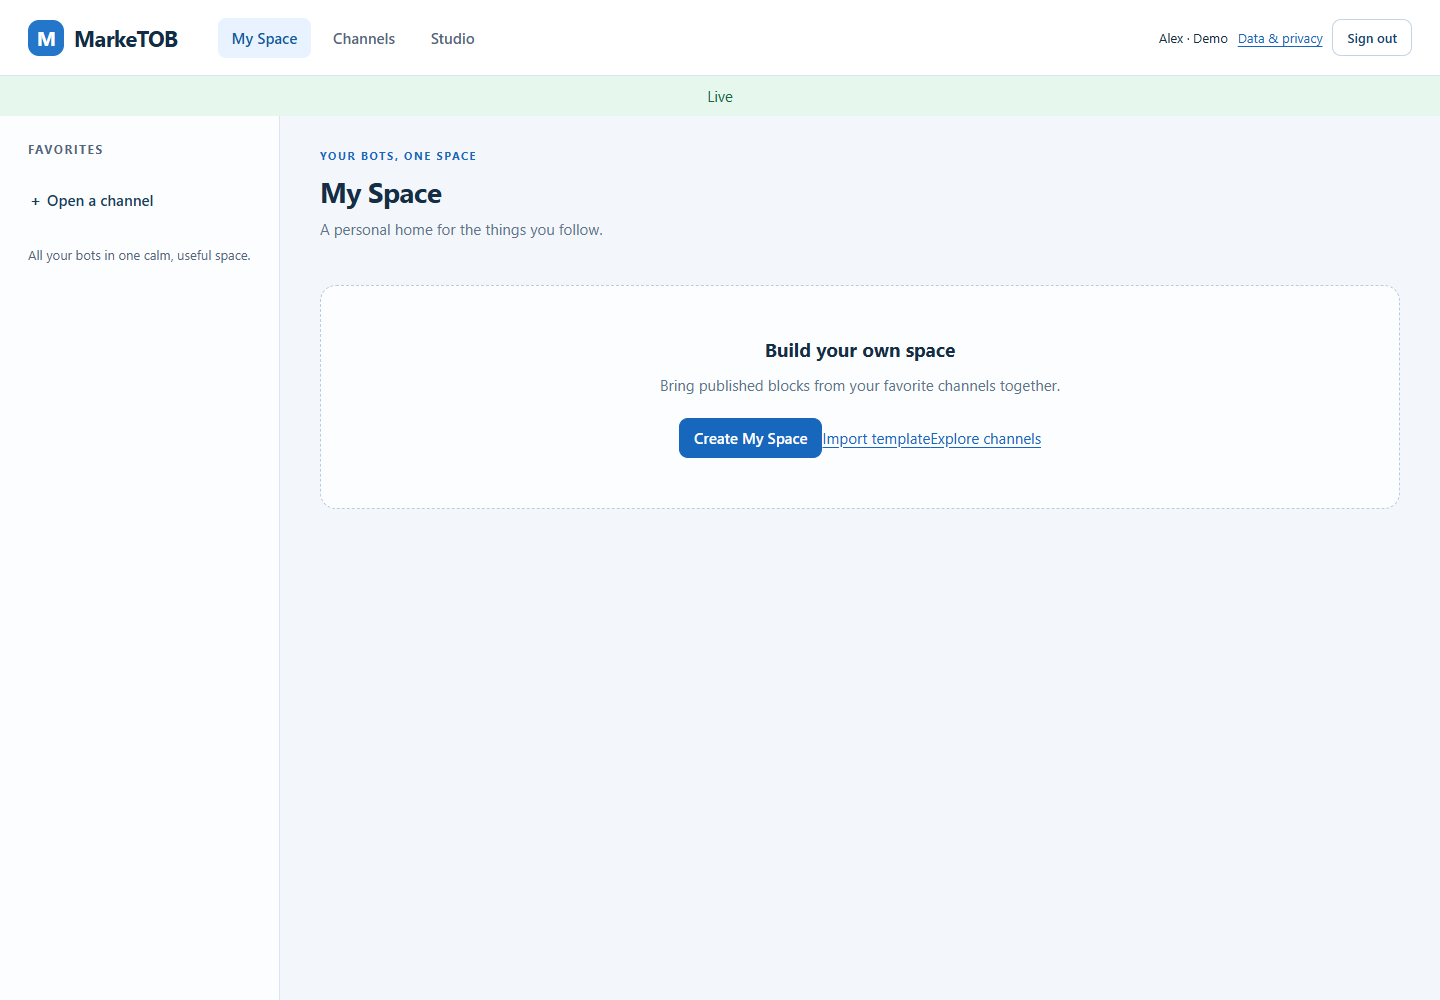 M MarkeTOB My Space Channels Studio Alex · Demo Data & privacy Sign out
Live
FAVORITES
+ Open a channel
All your bots in one calm, useful space.
YOUR BOTS, ONE SPACE
My Space
A personal home for the things you follow.
Build your own space
Bring published blocks from your favorite channels together.
Create My Space Import templateExplore channels